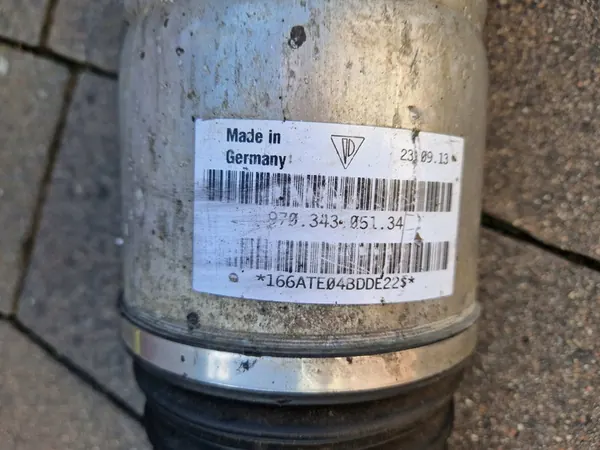 Made in
Germany
23.09.13
970.343.051.34
*166ATE04BDDE22$*